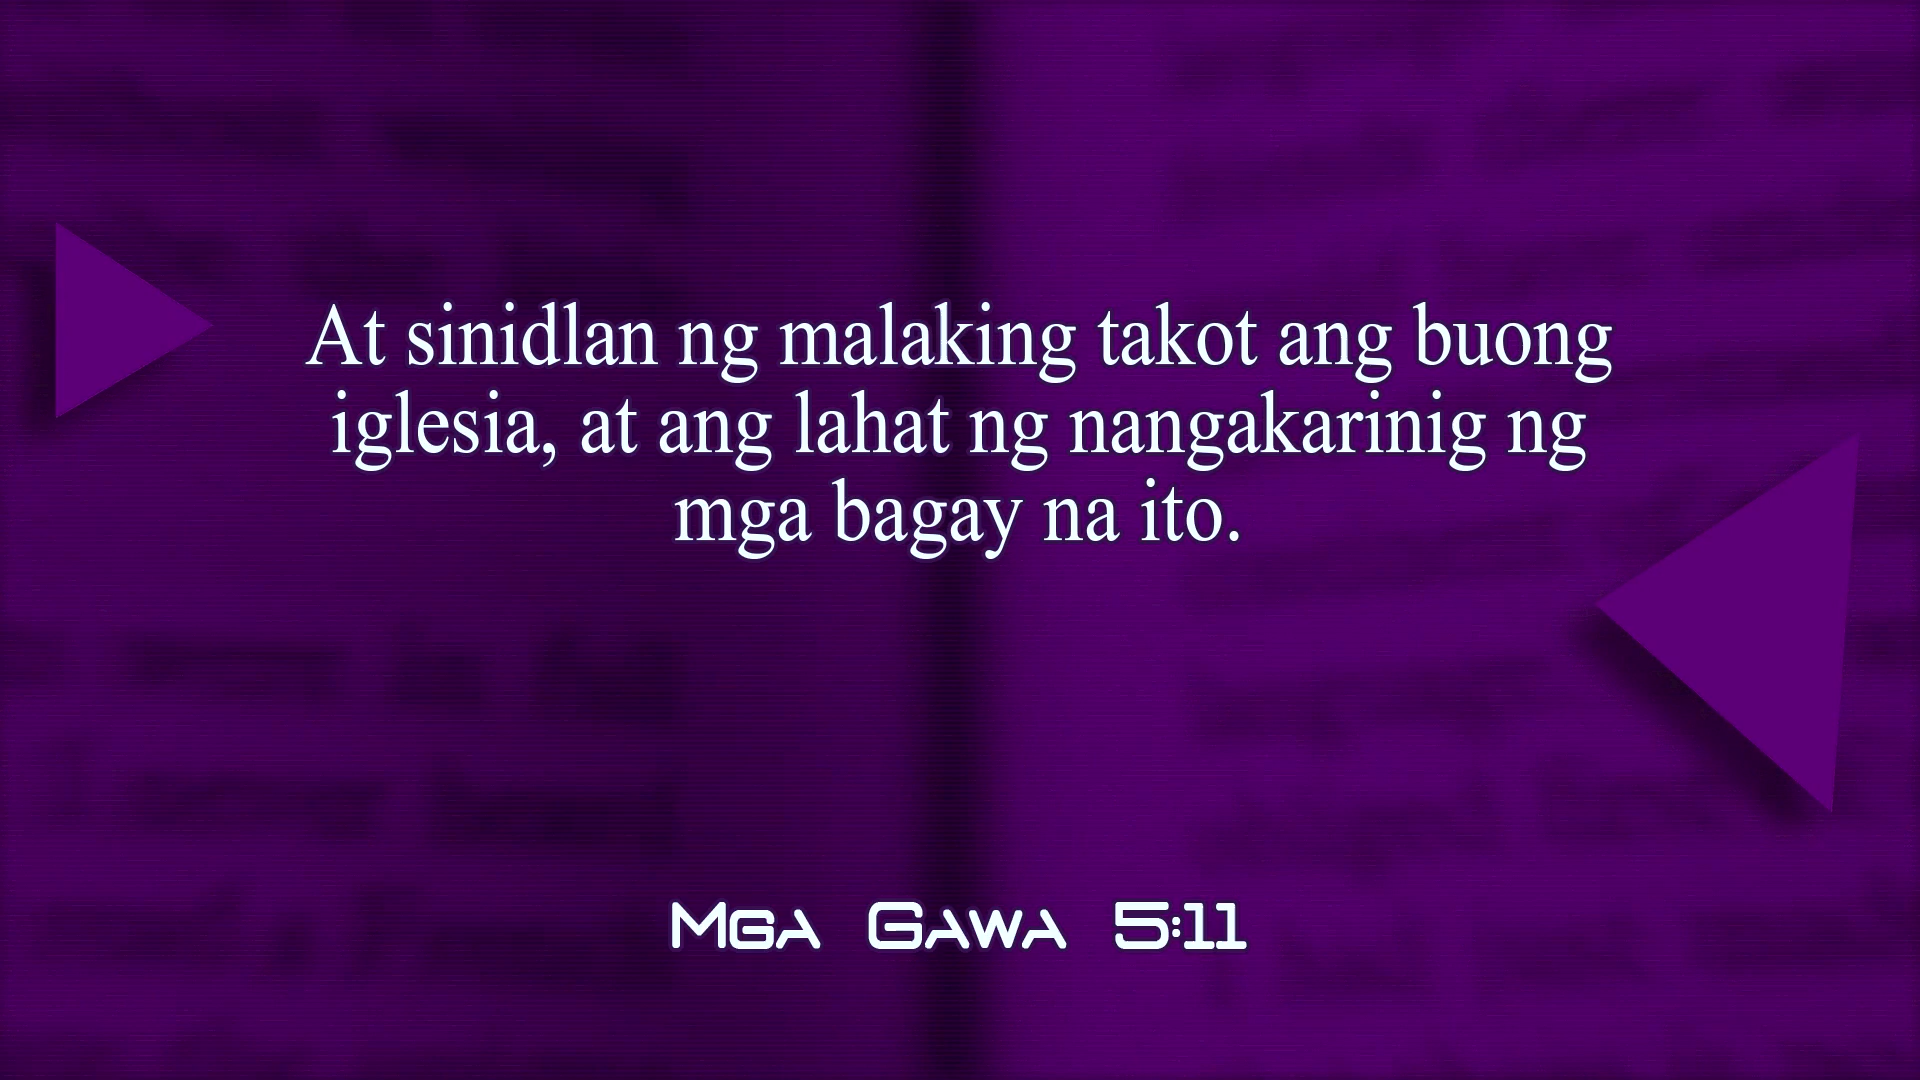 At sinidlan ng malaking takot ang buong
iglesia, at ang lahat ng nangakarinig ng
mga bagay na ito.
Mga Gawa 5:11